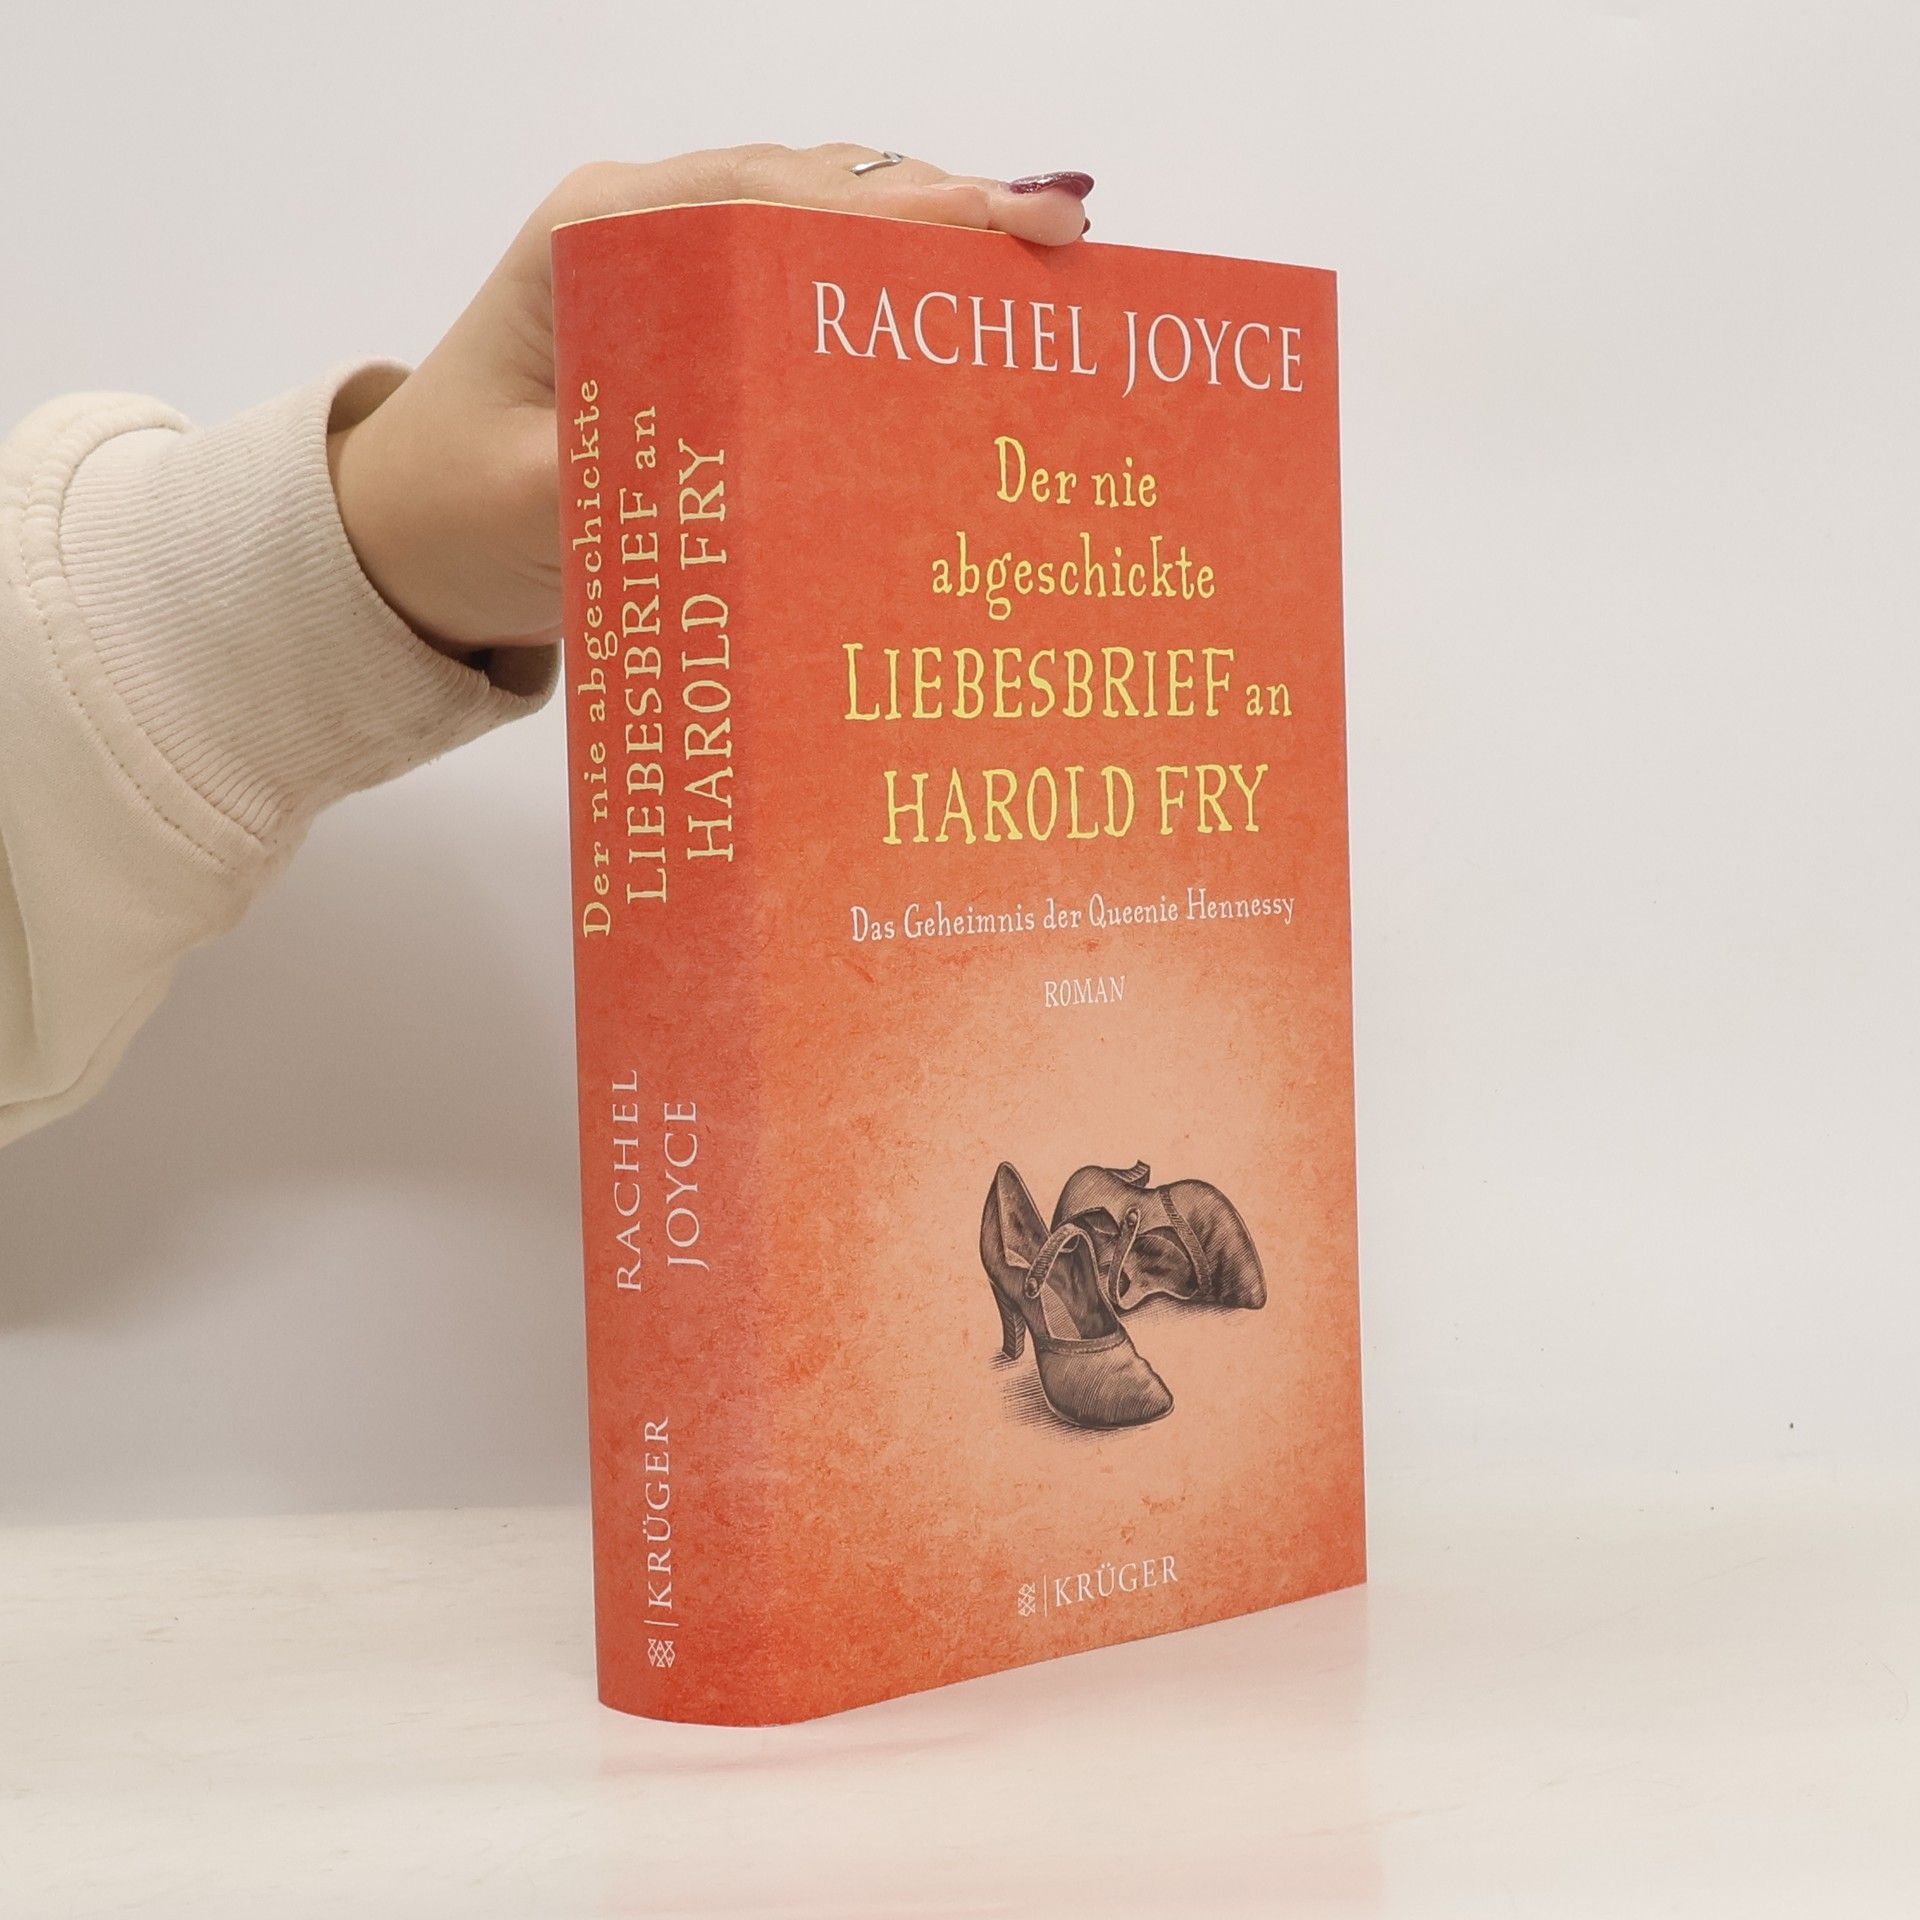 RACHEL JOYCE
Der nie
abgeschickte
LIEBESBRIEF an
HAROLD FRY
Das Geheimnis der Queenie Hennessy
ROMAN
KRÜGER
Der nie abgeschickte
LIEBESBRIEF an
HAROLD FRY
RACHEL
JOYCE
KRÜGER